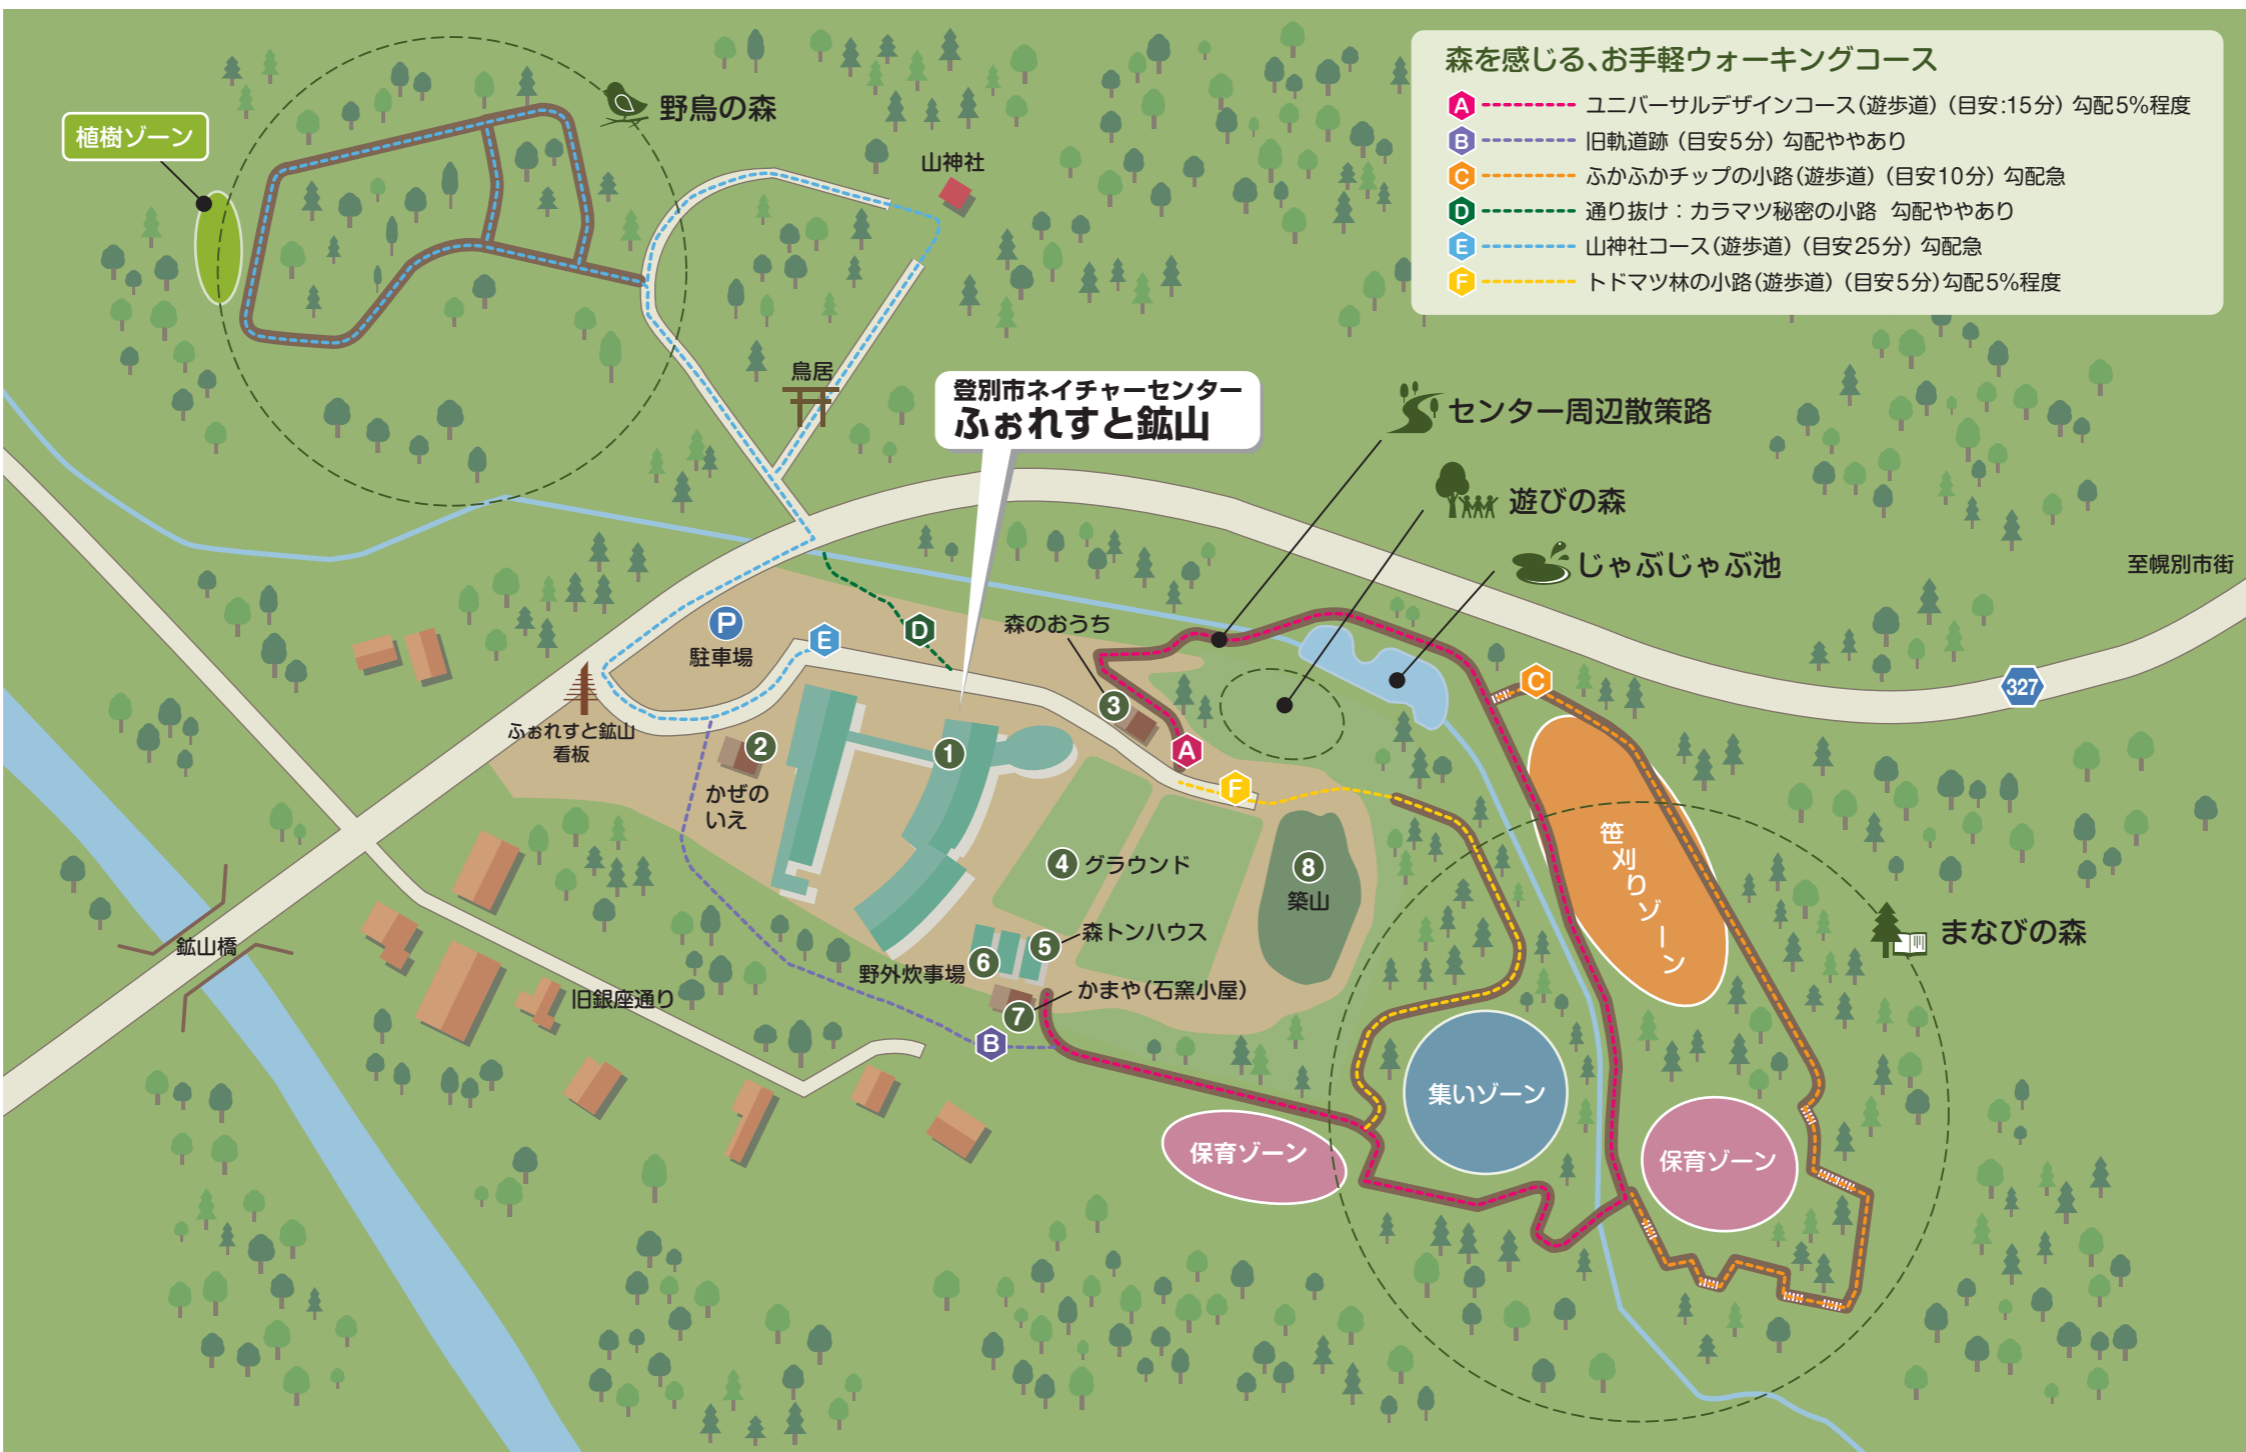 森を感じる、お手軽ウォーキングコース
A ユニバーサルデザインコース(遊歩道) (目安:15分) 勾配5%程度
B 旧軌道跡 (目安5分) 勾配ややあり
C ふかふかチップの小路(遊歩道) (目安10分) 勾配急
D 通り抜け：カラマツ秘密の小路 勾配ややあり
E 山神社コース(遊歩道) (目安25分) 勾配急
F トドマツ林の小路(遊歩道) (目安5分)勾配5%程度
野鳥の森
植樹ゾーン
山神社
鳥居
登別市ネイチャーセンター
ふぉれすと鉱山
センター周辺散策路
遊びの森
じゃぶじゃぶ池
至幌別市街
327
P
駐車場
E
D
森のおうち
3
A
C
F
ふぉれすと鉱山
看板
2
かぜの
いえ
1
4 グラウンド
8
築山
笹刈りゾーン
まなびの森
5
森トンハウス
6
野外炊事場
かまや(石窯小屋)
7
B
鉱山橋
旧銀座通り
集いゾーン
保育ゾーン
保育ゾーン